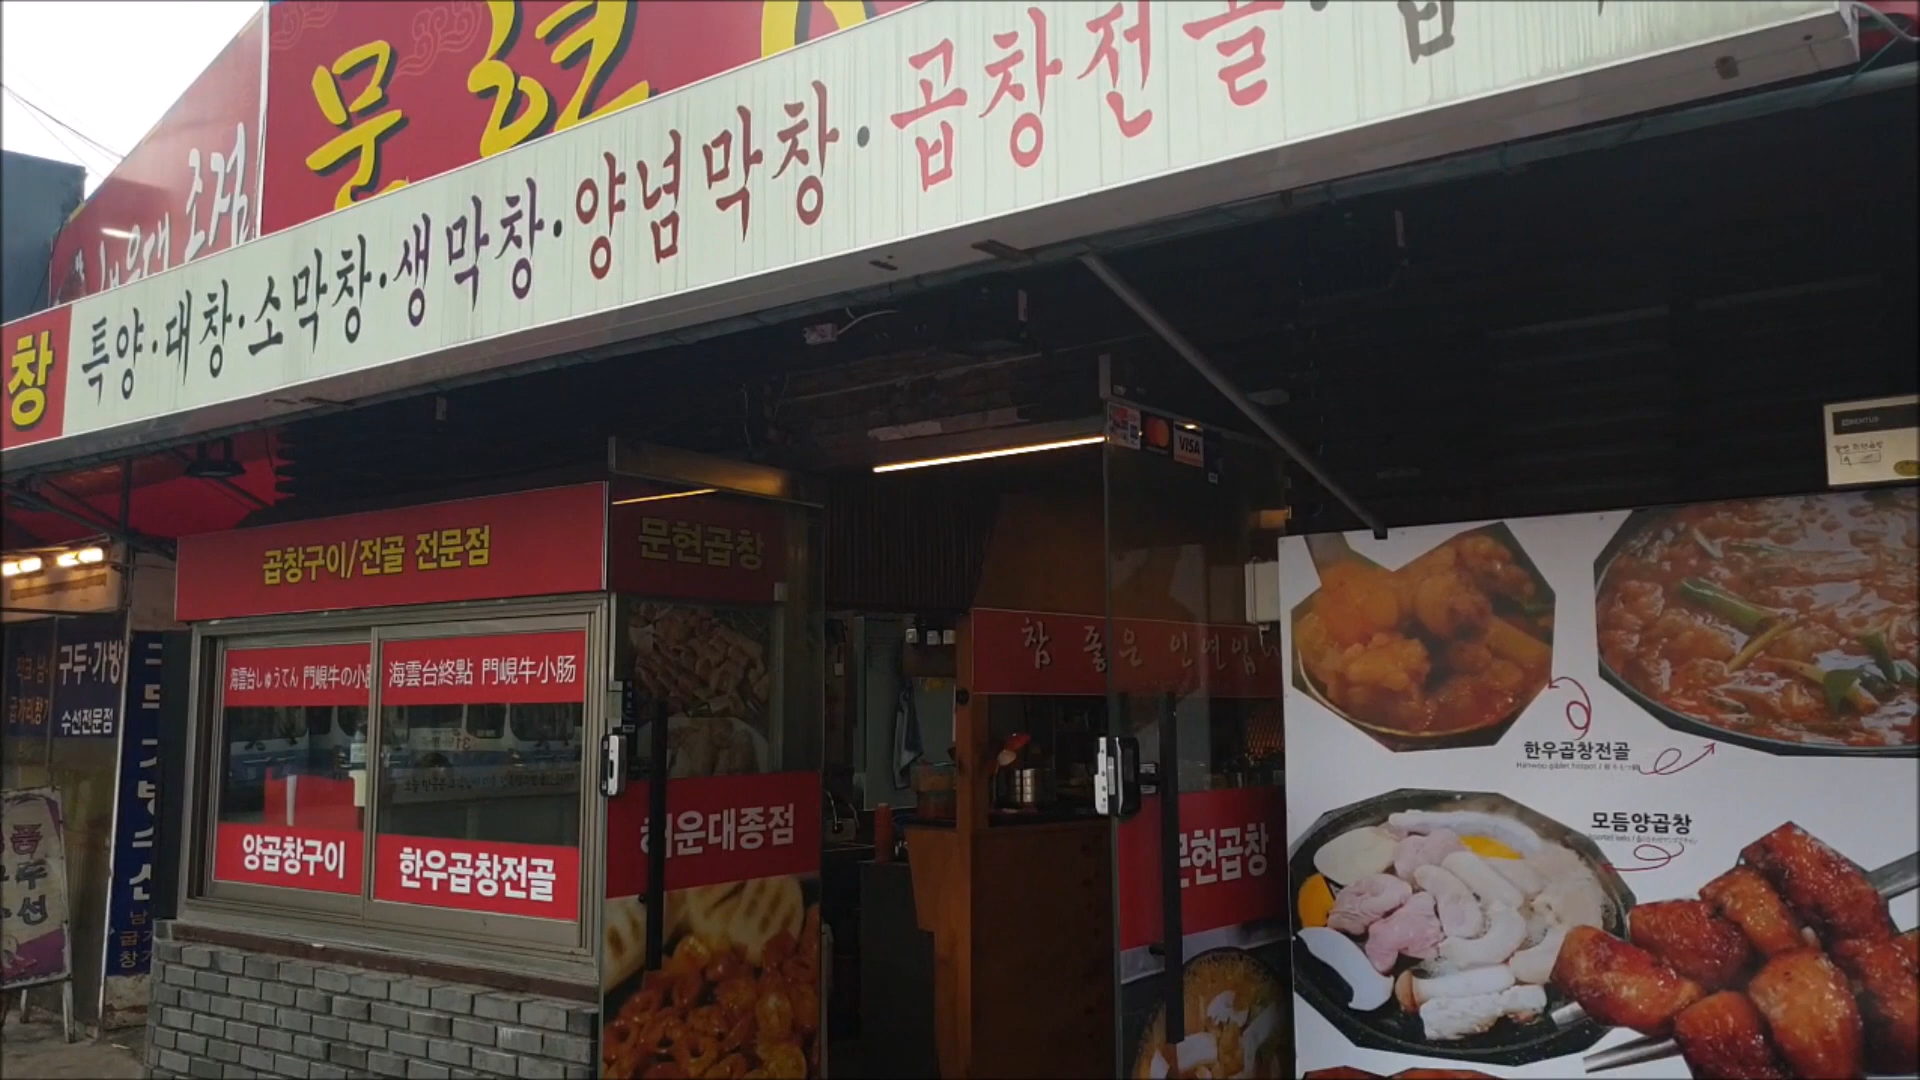 문현
창
특양·대창·소막창·생막창·양념막창·곱창전골
곱창구이/전골 전문점
문현곱창
海雲台しゅうてん 門峴牛の小
海雲台終點 門峴牛小肠
양곱창구이
한우곱창전골
해운대종점
참 좋은 인연입
VISA
문현곱창
한우곱창전골
모듬양곱창
구두·가방
수선전문점